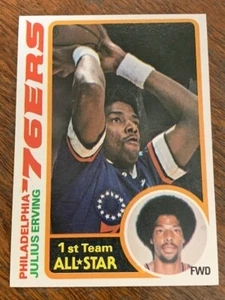 PHILADELPHIA
76ERS
JULIUS ERVING
1st Team
ALL★STAR
FWD